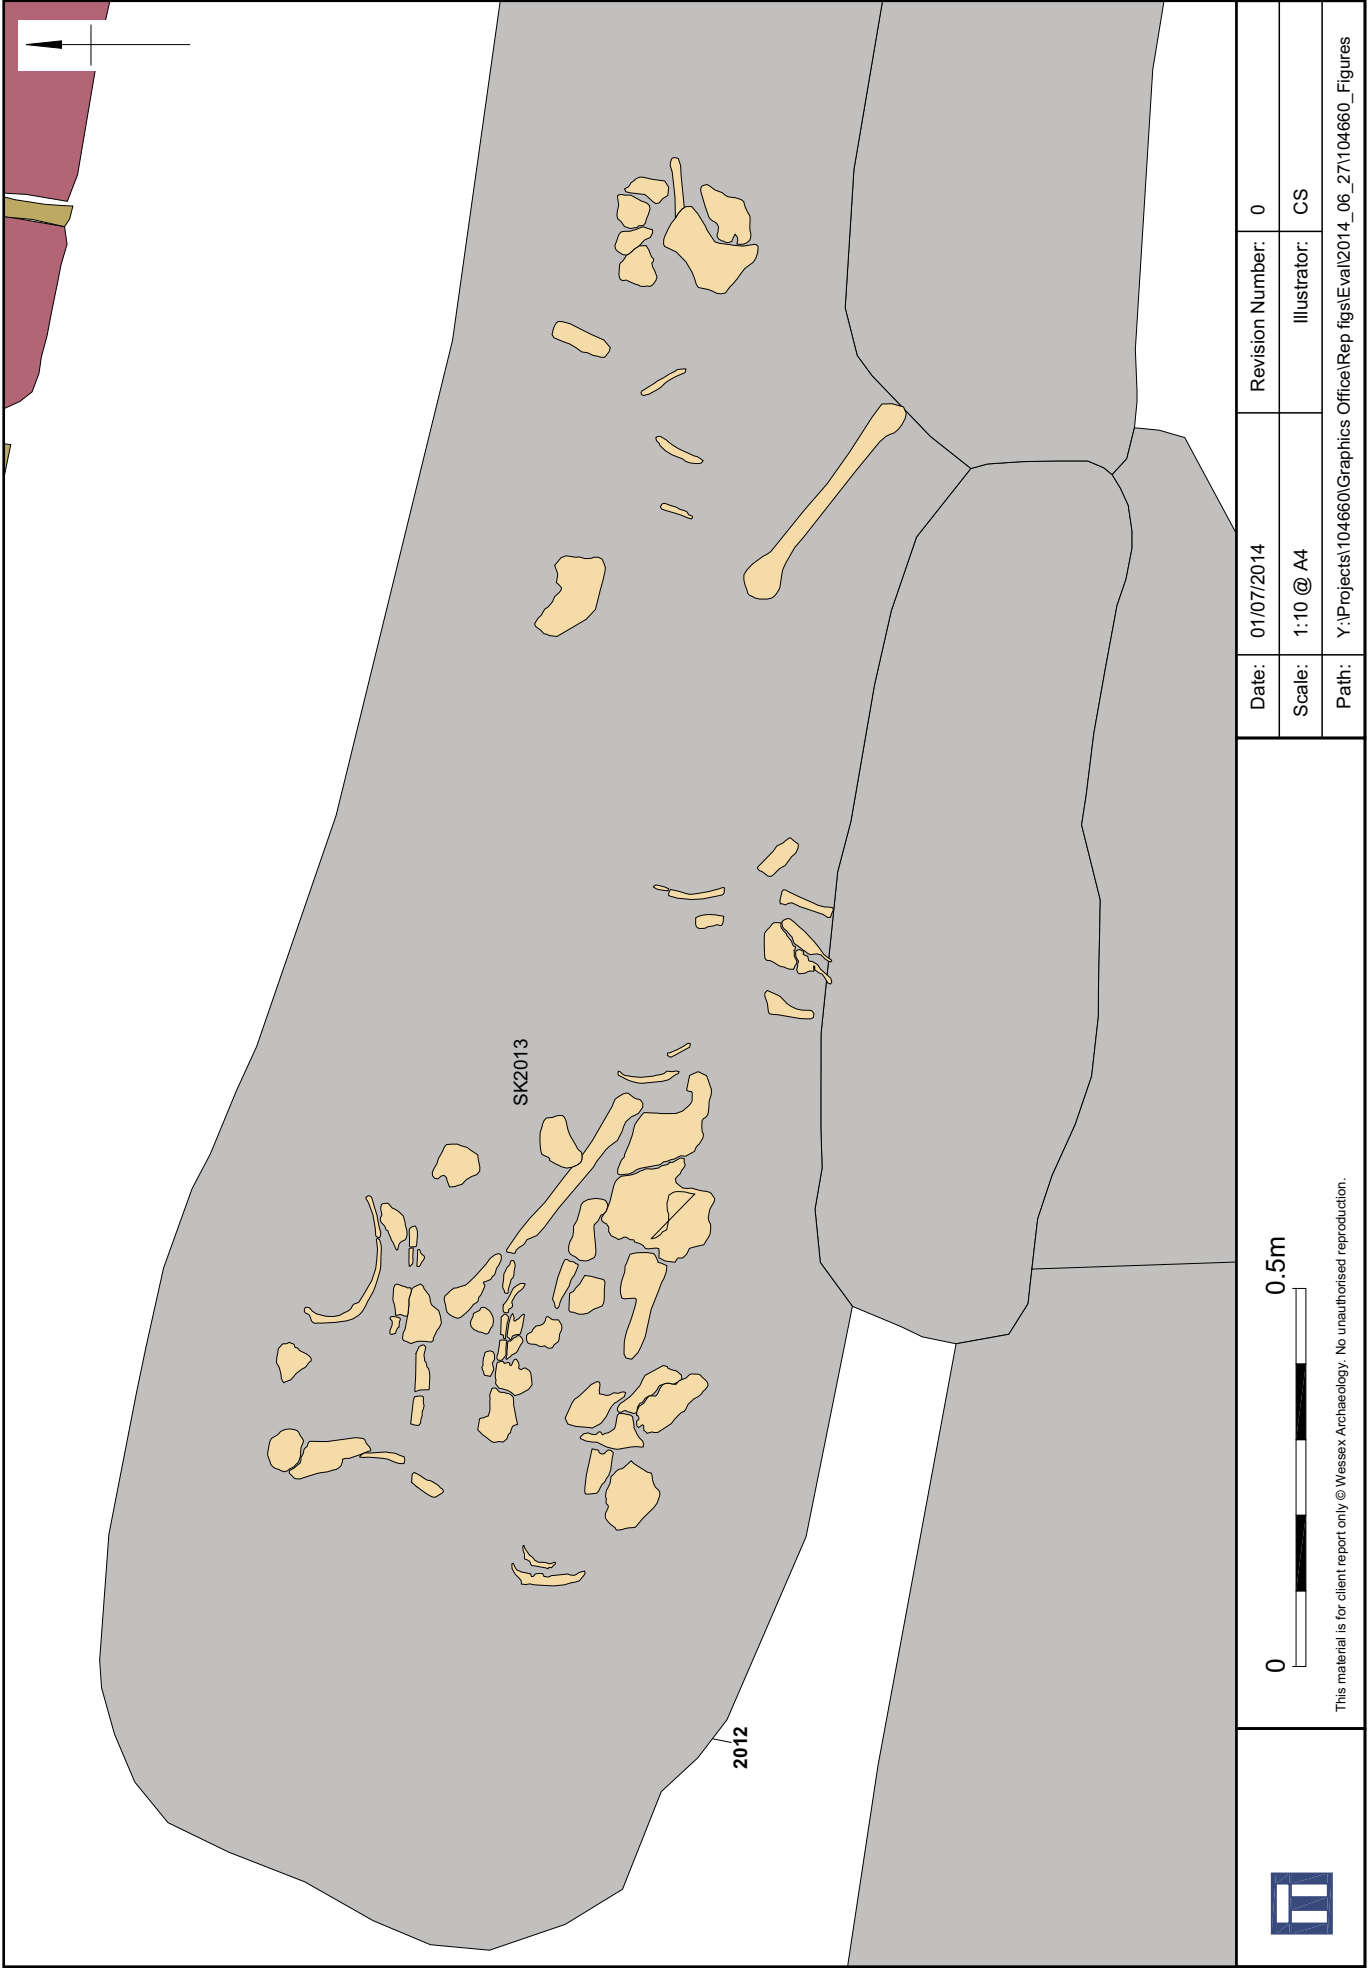 SK2013
2012
0 0.5m
This material is for client report only © Wessex Archaeology. No unauthorised reproduction.
Date: 01/07/2014 Revision Number: 0
Scale: 1:10 @ A4 Illustrator: CS
Path: Y:\Projects\104660\Graphics Office\Rep figs\Eval\2014_06_27\104660_Figures